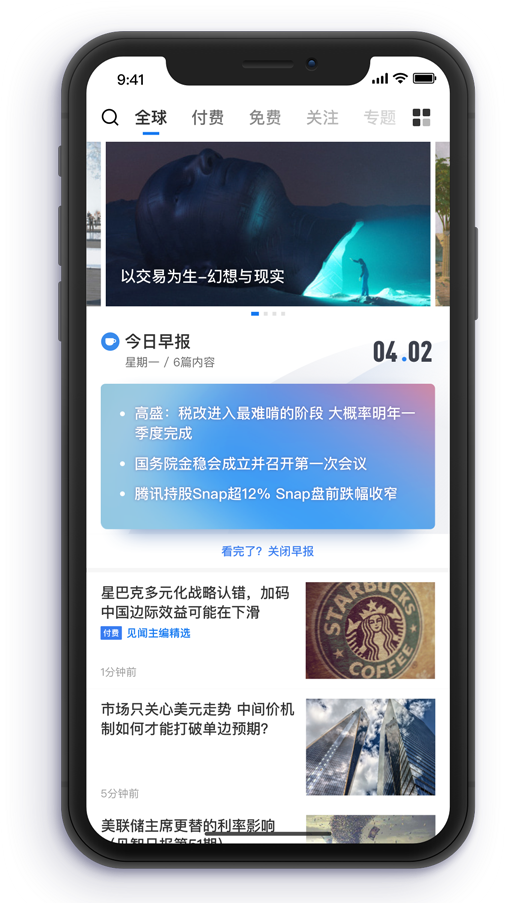 9:41
全球 付费 免费 关注 专题
以交易为生-幻想与现实
今日早报
星期一 / 6篇内容
04.02
高盛：税改进入最难啃的阶段 大概率明年一
季度完成
国务院金稳会成立并召开第一次会议
腾讯持股Snap超12% Snap盘前跌幅收窄
看完了？关闭早报
星巴克多元化战略认错，加码
中国边际效益可能在下滑
付费 见闻主编精选
1分钟前
STARBUCKS
COFFEE
市场只关心美元走势 中间价机
制如何才能打破单边预期？
5分钟前
美联储主席更替的利率影响
（见智日报第51期）